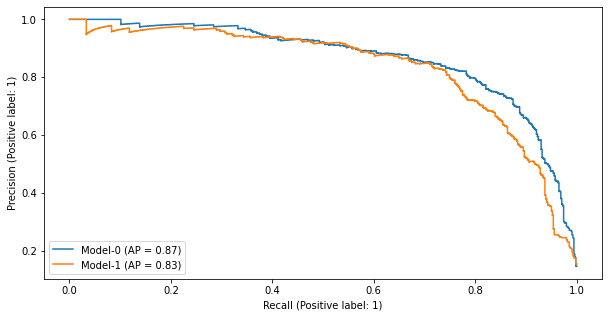 1.0
0.8
0.6
0.4
0.2
Precision (Positive label: 1)
Model-0 (AP = 0.87)
Model-1 (AP = 0.83)
0.0 0.2 0.4 0.6 0.8 1.0
Recall (Positive label: 1)